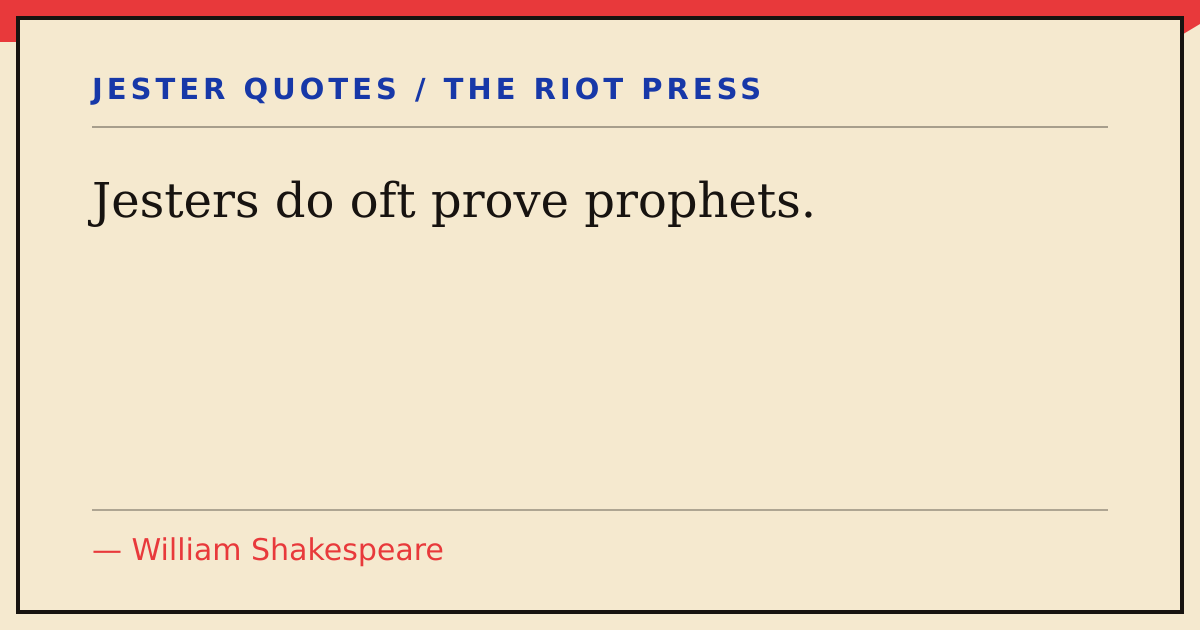 JESTER QUOTES / THE RIOT PRESS
Jesters do oft prove prophets.
— William Shakespeare